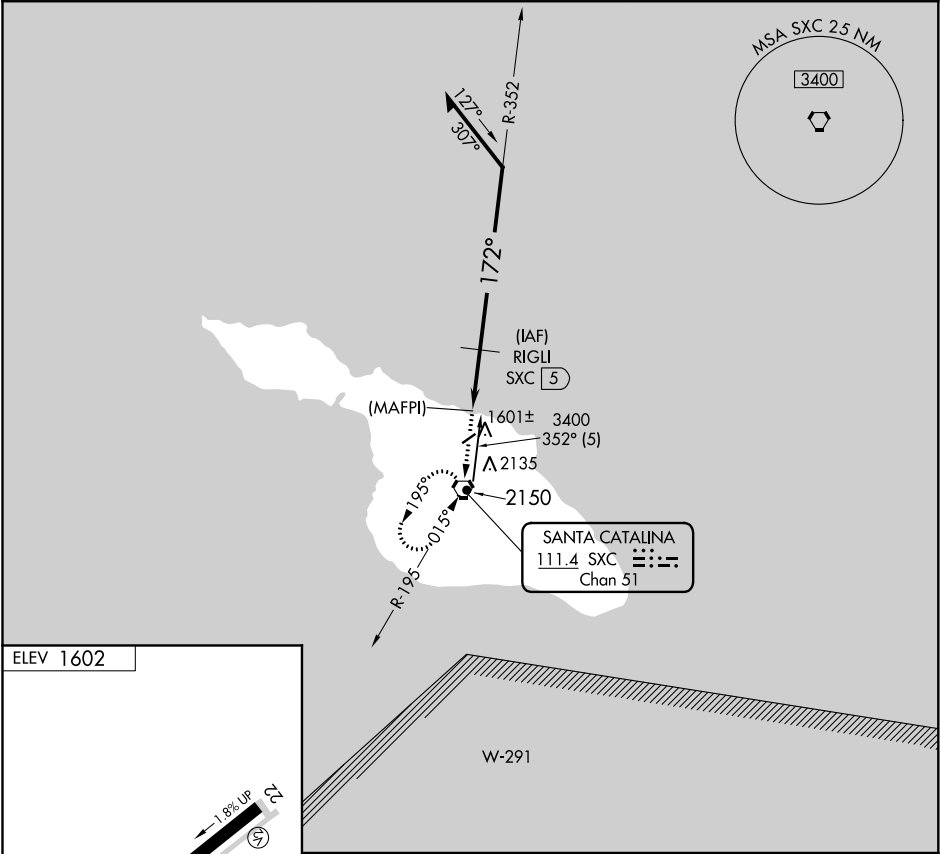 MSA SXC 25 NM
3400
R-352
127°
307°
172°
(IAF)
RIGLI
SXC 5
(MAFPI)
1601± 3400
352° (5)
2135
195°
2150
015°
R-195
SANTA CATALINA
111.4 SXC
Chan 51
ELEV 1602
W-291
1.8% UP
22